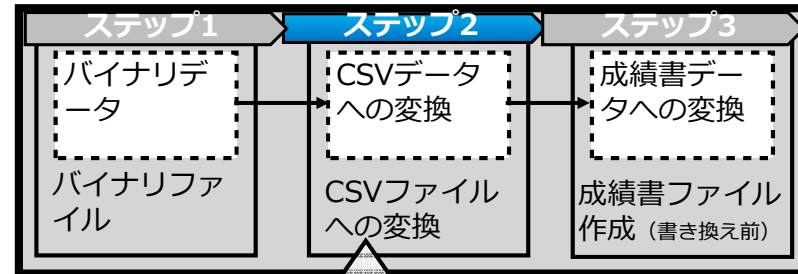 ステップ1
ステップ2
ステップ3
バイナリデ
ータ
CSVデータ
への変換
成績書デー
タへの変換
バイナリファ
イル
CSVファイル
への変換
成績書ファイル
作成（書き換え前）